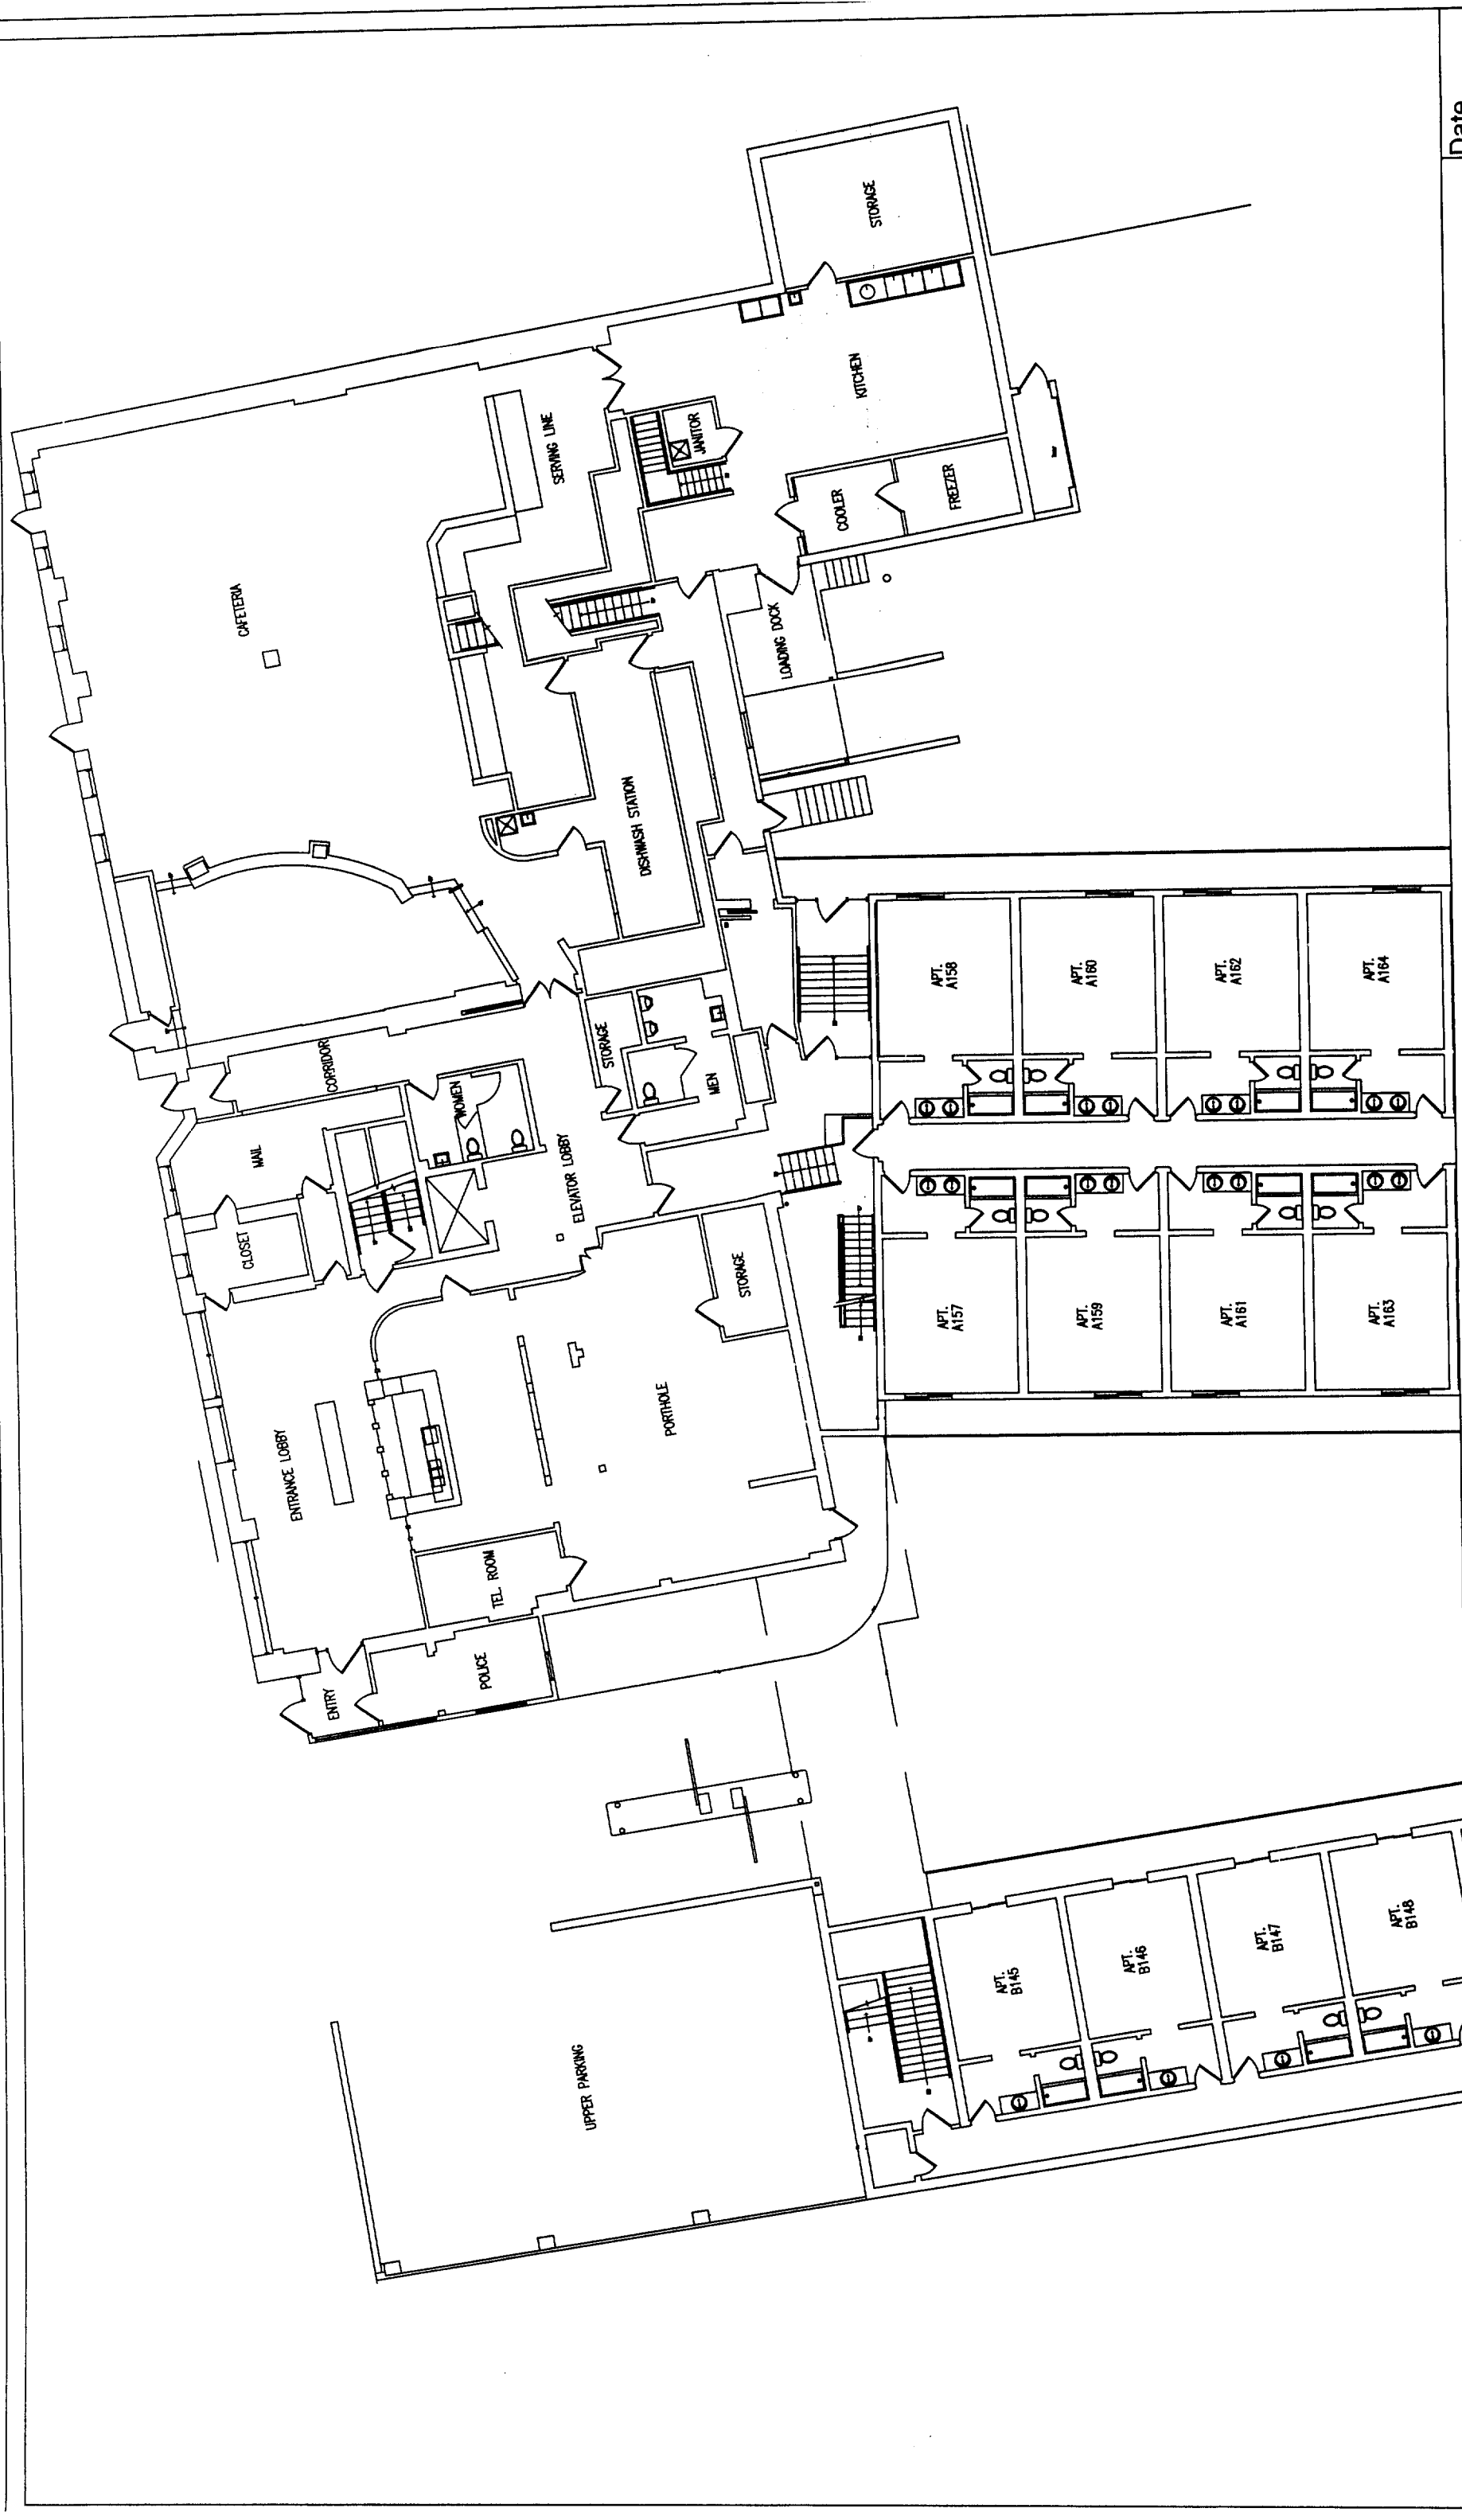 Date
STORAGE
KITCHEN
JANITOR
SERVING LINE
COOLER
FREEZER
CAFETERIA
LOADING DOCK
DISHWASH STATION
CORRIDOR
STORAGE
WOMEN
MEN
MAIL
ELEVATOR LOBBY
CLOSET
STORAGE
ENTRANCE LOBBY
PORTHOLE
TEL. ROOM
POLICE
ENTRY
UPPER PARKING
APT.
A158
APT.
A160
APT.
A162
APT.
A164
APT.
A157
APT.
A159
APT.
A161
APT.
A163
APT.
B145
APT.
B146
APT.
B147
APT.
B148